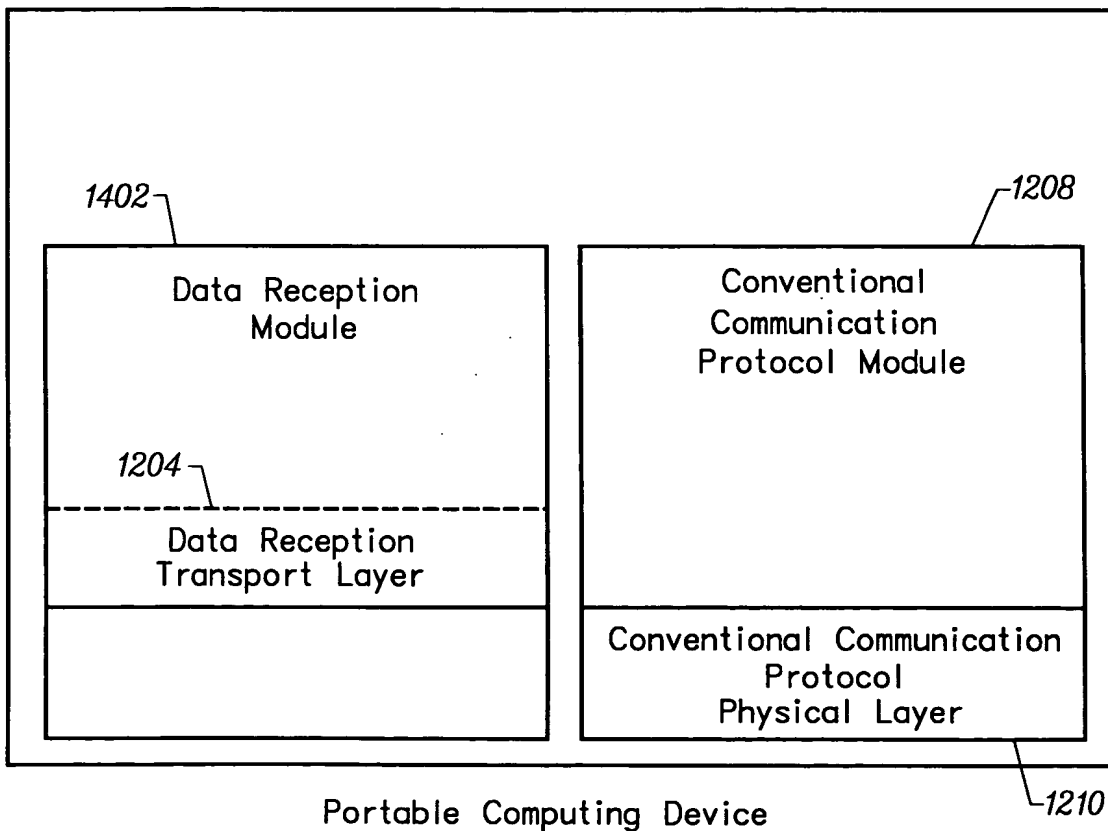 1402
1208
Data Reception
Module
Conventional
Communication
Protocol Module
1204
Data Reception
Transport Layer
Conventional Communication
Protocol
Physical Layer
1210
Portable Computing Device